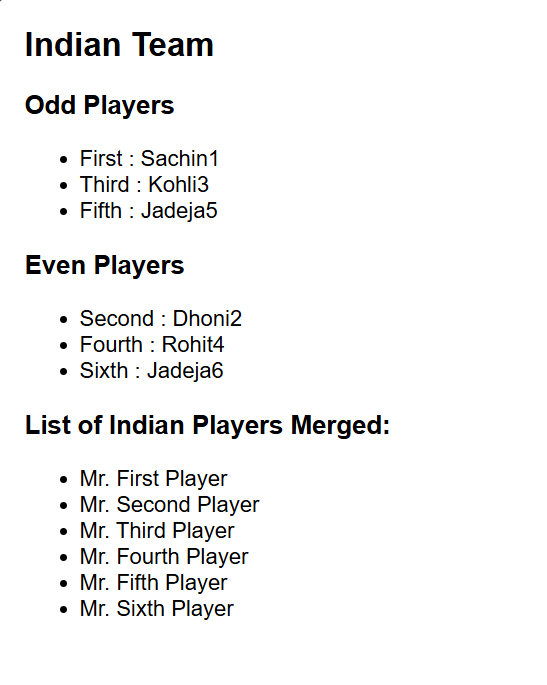 Indian Team
Odd Players
• First : Sachin1
• Third : Kohli3
• Fifth : Jadeja5
Even Players
• Second : Dhoni2
• Fourth : Rohit4
• Sixth : Jadeja6
List of Indian Players Merged:
• Mr. First Player
• Mr. Second Player
• Mr. Third Player
• Mr. Fourth Player
• Mr. Fifth Player
• Mr. Sixth Player